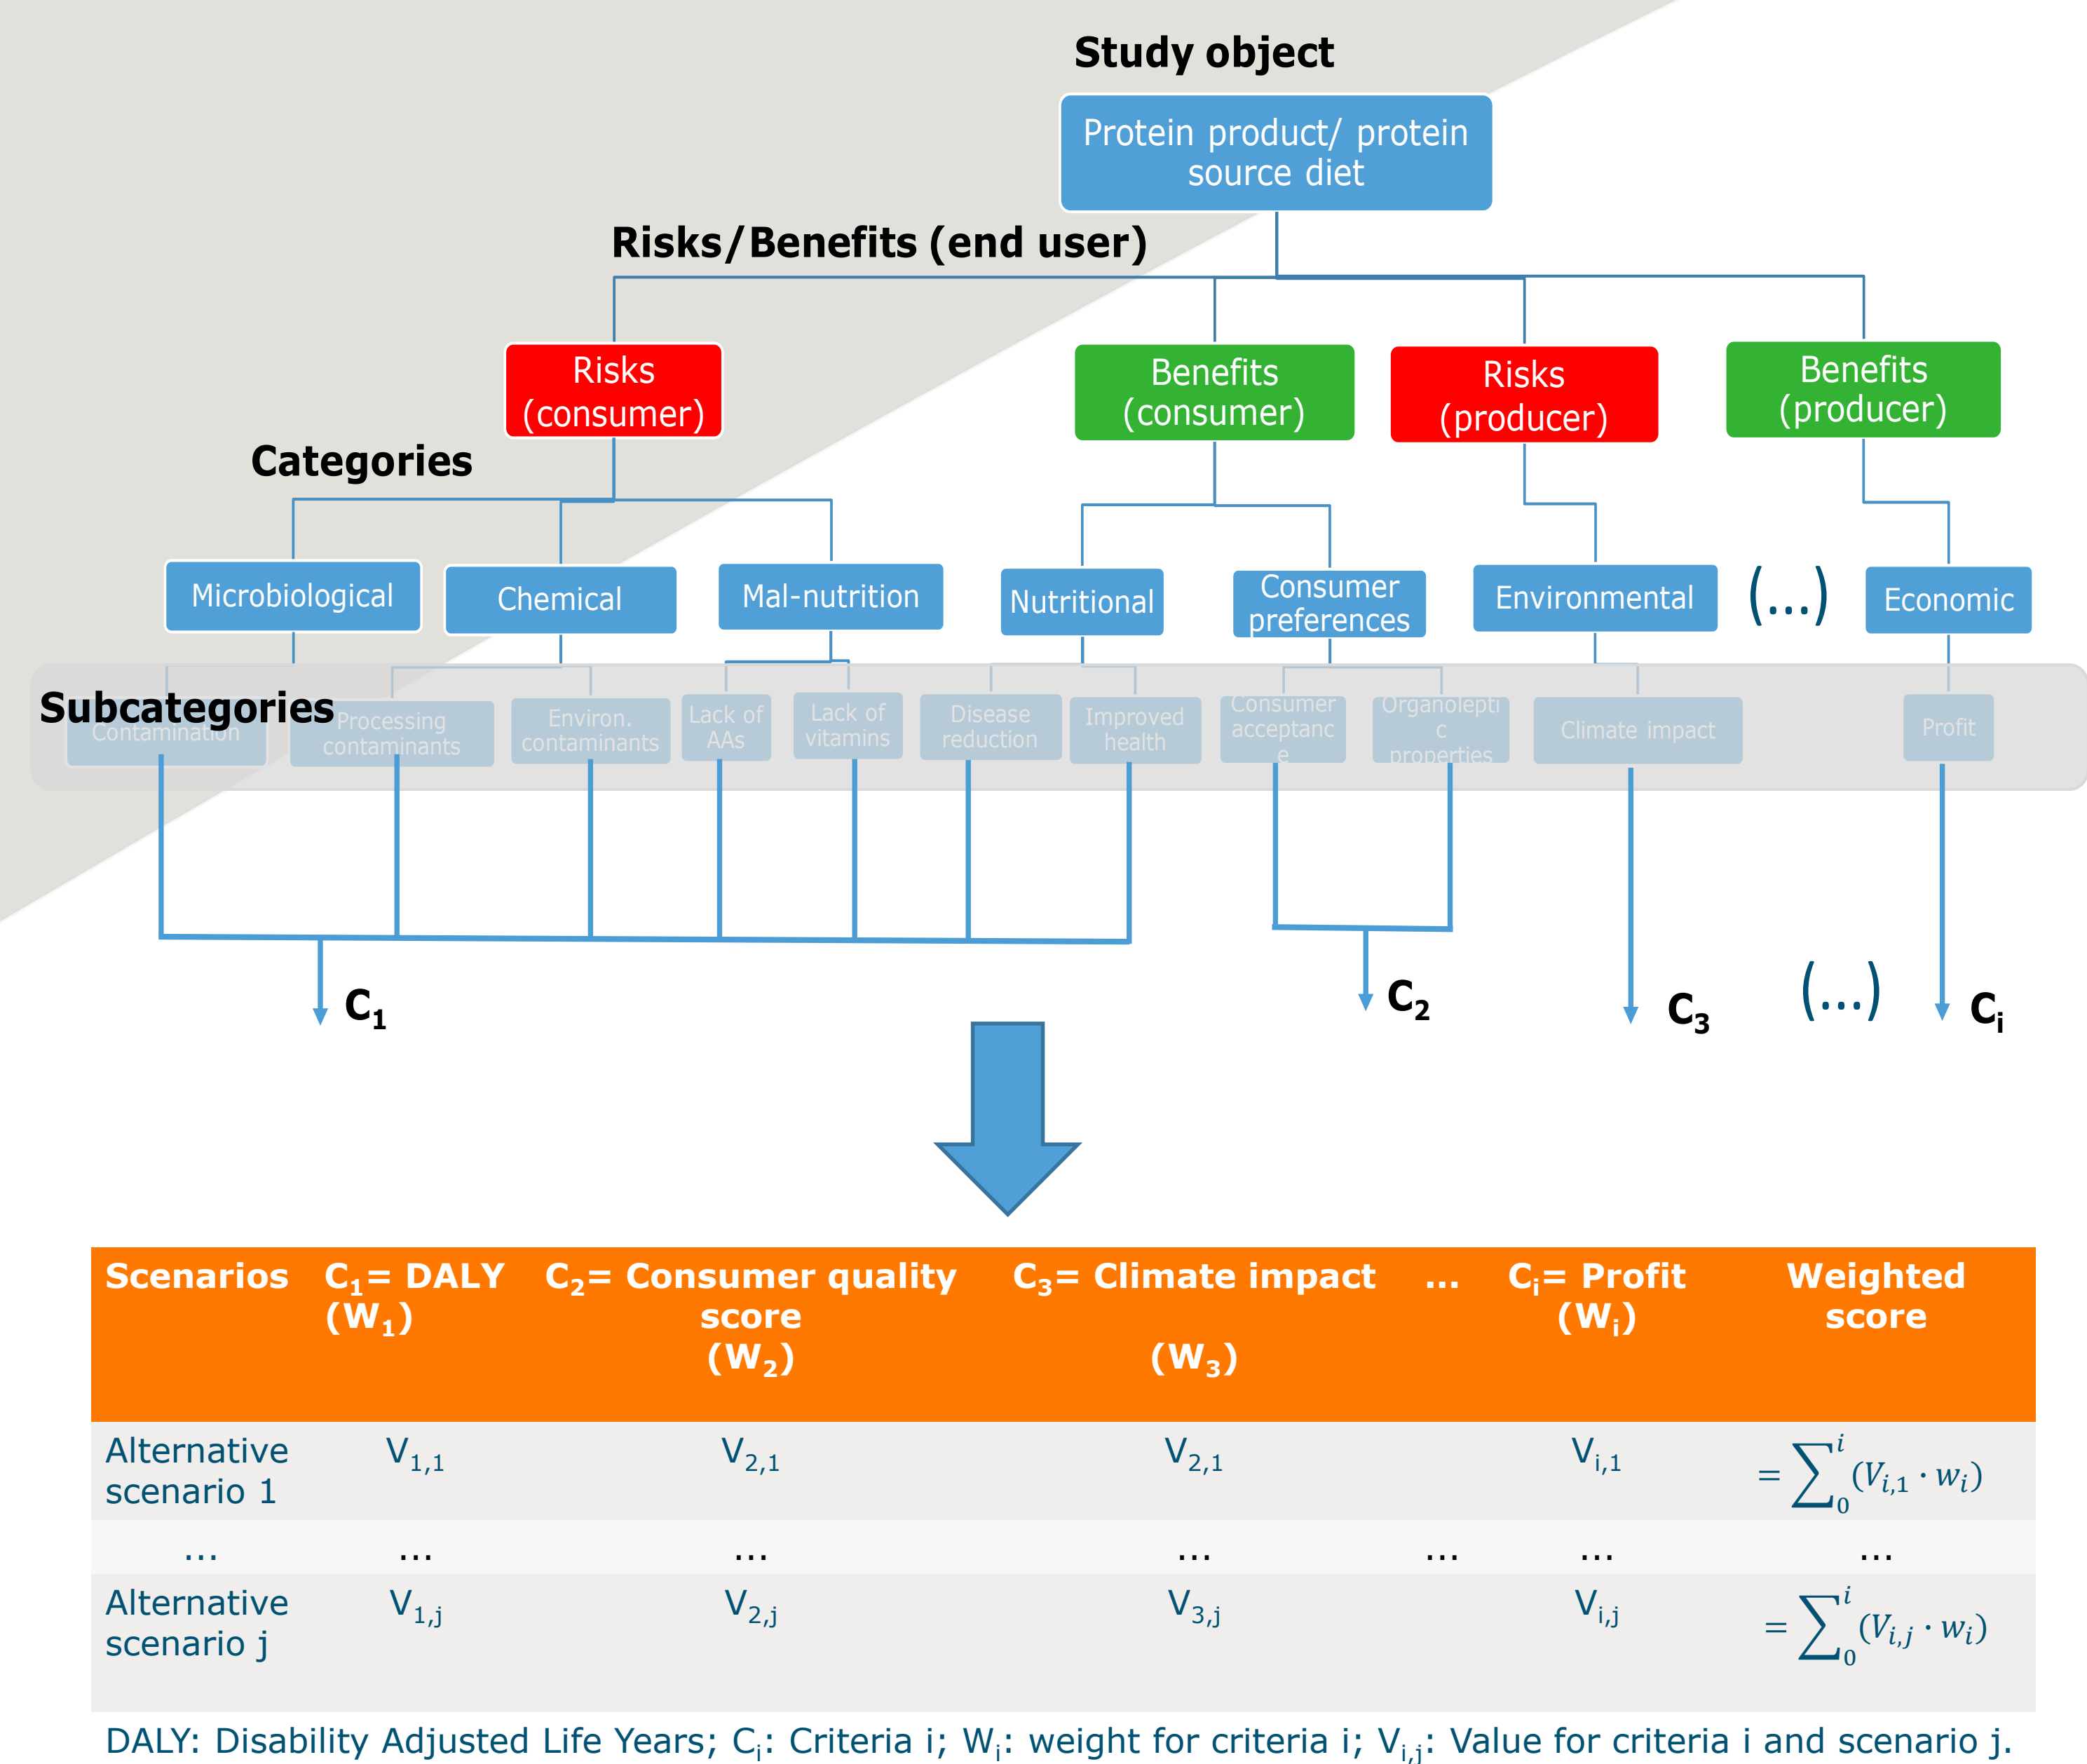 Study object
Protein product/ protein
source diet
Risks/Benefits (end user)
Risks
(consumer)
Benefits
(consumer)
Risks
(producer)
Benefits
(producer)
Categories
Microbiological
Chemical
Mal-nutrition
Nutritional
Consumer
preferences
Environmental
(...)
Economic
Subcategories
Contamination
Processing
contaminants
Environ.
contaminants
Lack of
AAs
Lack of
vitamins
Disease
reduction
Improved
health
Consumer
acceptanc
e
Organolepti
c
properties
Climate impact
Profit
C₁
C₂
C₃
(...)
Cᵢ
Scenarios
C₁= DALY
(W₁)
C₂= Consumer quality
score
(W₂)
C₃= Climate impact
(W₃)
...
Cᵢ= Profit
(Wᵢ)
Weighted
score
Alternative
scenario 1
V₁,₁
V₂,₁
V₂,₁
Vᵢ,₁
= ∑₀ⁱ(Vᵢ,₁ · wᵢ)
... ... ... ... ... ... ...
Alternative
scenario j
V₁,ⱼ
V₂,ⱼ
V₃,ⱼ
Vᵢ,ⱼ
= ∑₀ⁱ(Vᵢ,ⱼ · wᵢ)
DALY: Disability Adjusted Life Years; Cᵢ: Criteria i; Wᵢ: weight for criteria i; Vᵢ,ⱼ: Value for criteria i and scenario j.